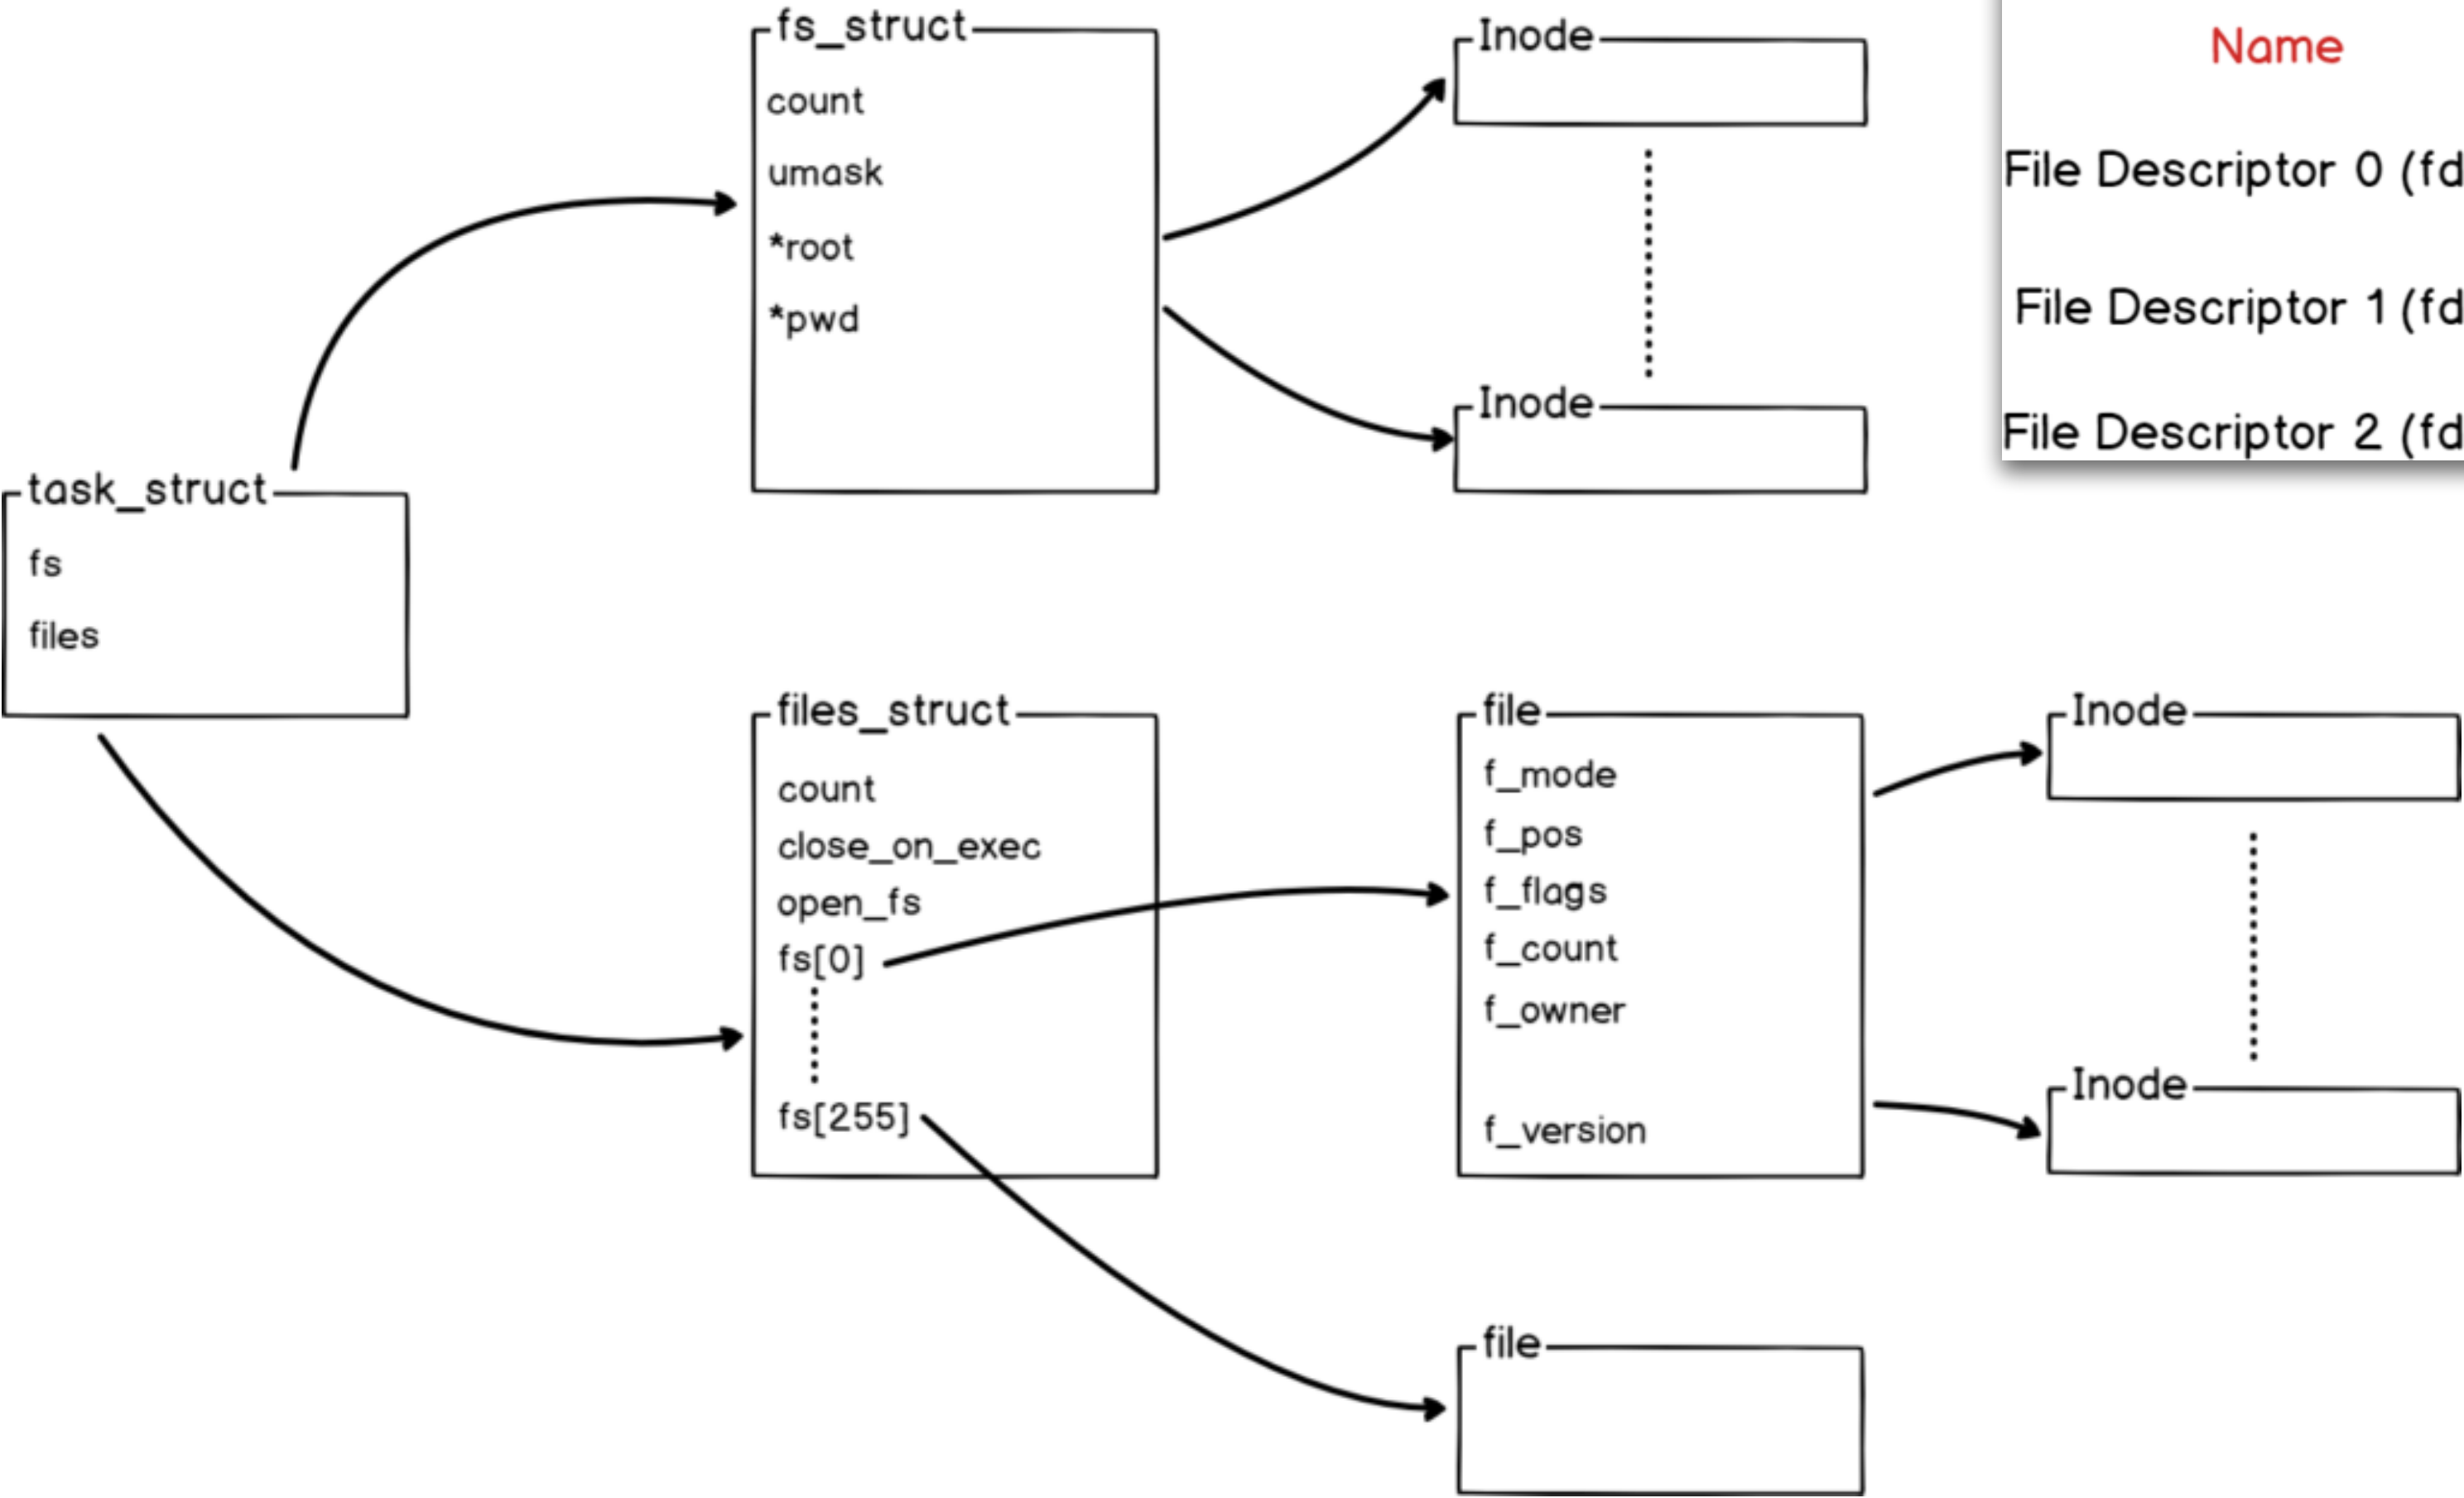 fs_struct
count
umask
*root
*pwd
Inode
Inode
Name
File Descriptor 0 (fd
File Descriptor 1 (fd
File Descriptor 2 (fd
task_struct
fs
files
files_struct
count
close_on_exec
open_fs
fs[0]
fs[255]
file
f_mode
f_pos
f_flags
f_count
f_owner
f_version
Inode
Inode
file